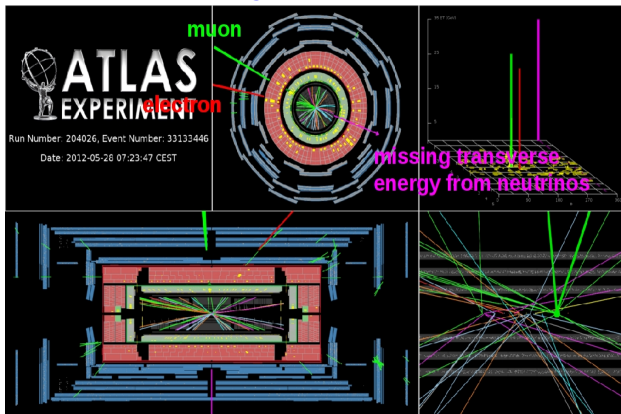 muon
ATLAS
EXPERIMENT
electron
Run Number: 204026, Event Number: 33133446
Date: 2012-05-28 07:23:47 CEST
missing transverse
energy from neutrinos